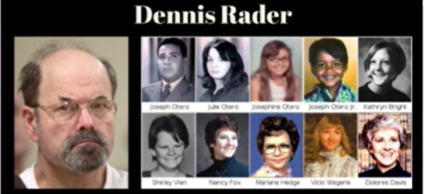 Dennis Rader
Joseph Otero Julie Otero Josephine Otero Joseph Otero Jr. Kathryn Bright
Shirley Vian Nancy Fox Mariane Hedge Vicki Wegerle Dolores Davis